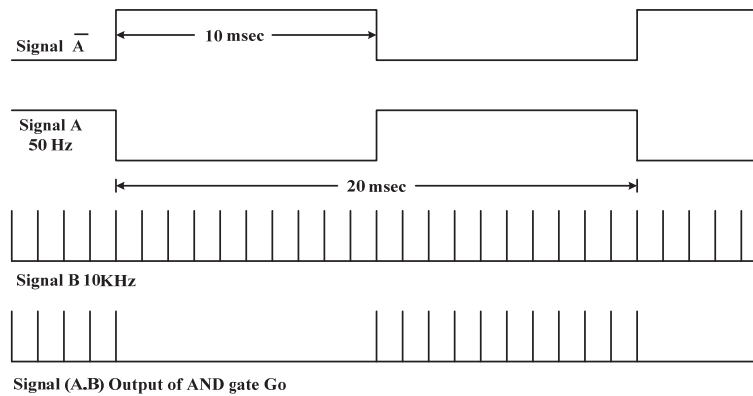 Signal A̅
10 msec
Signal A
50 Hz
20 msec
Signal B 10KHz
Signal (A.B) Output of AND gate Go